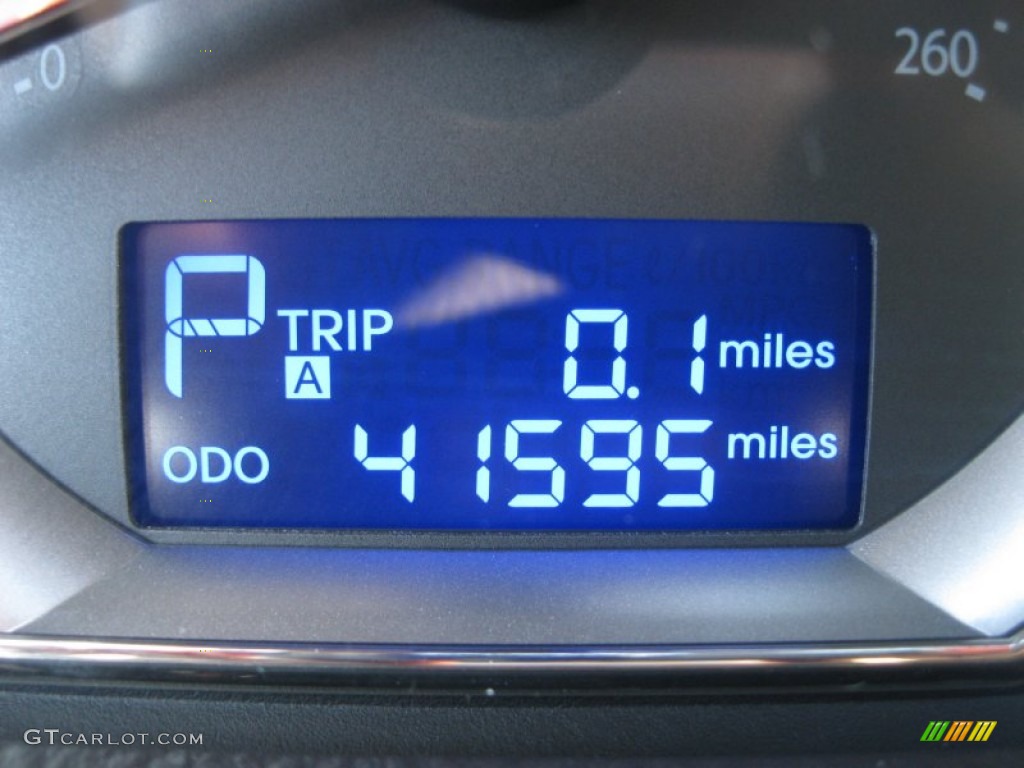 0 260
P TRIP 0.1 miles
A
ODO 41595 miles
GTCARLOT.COM